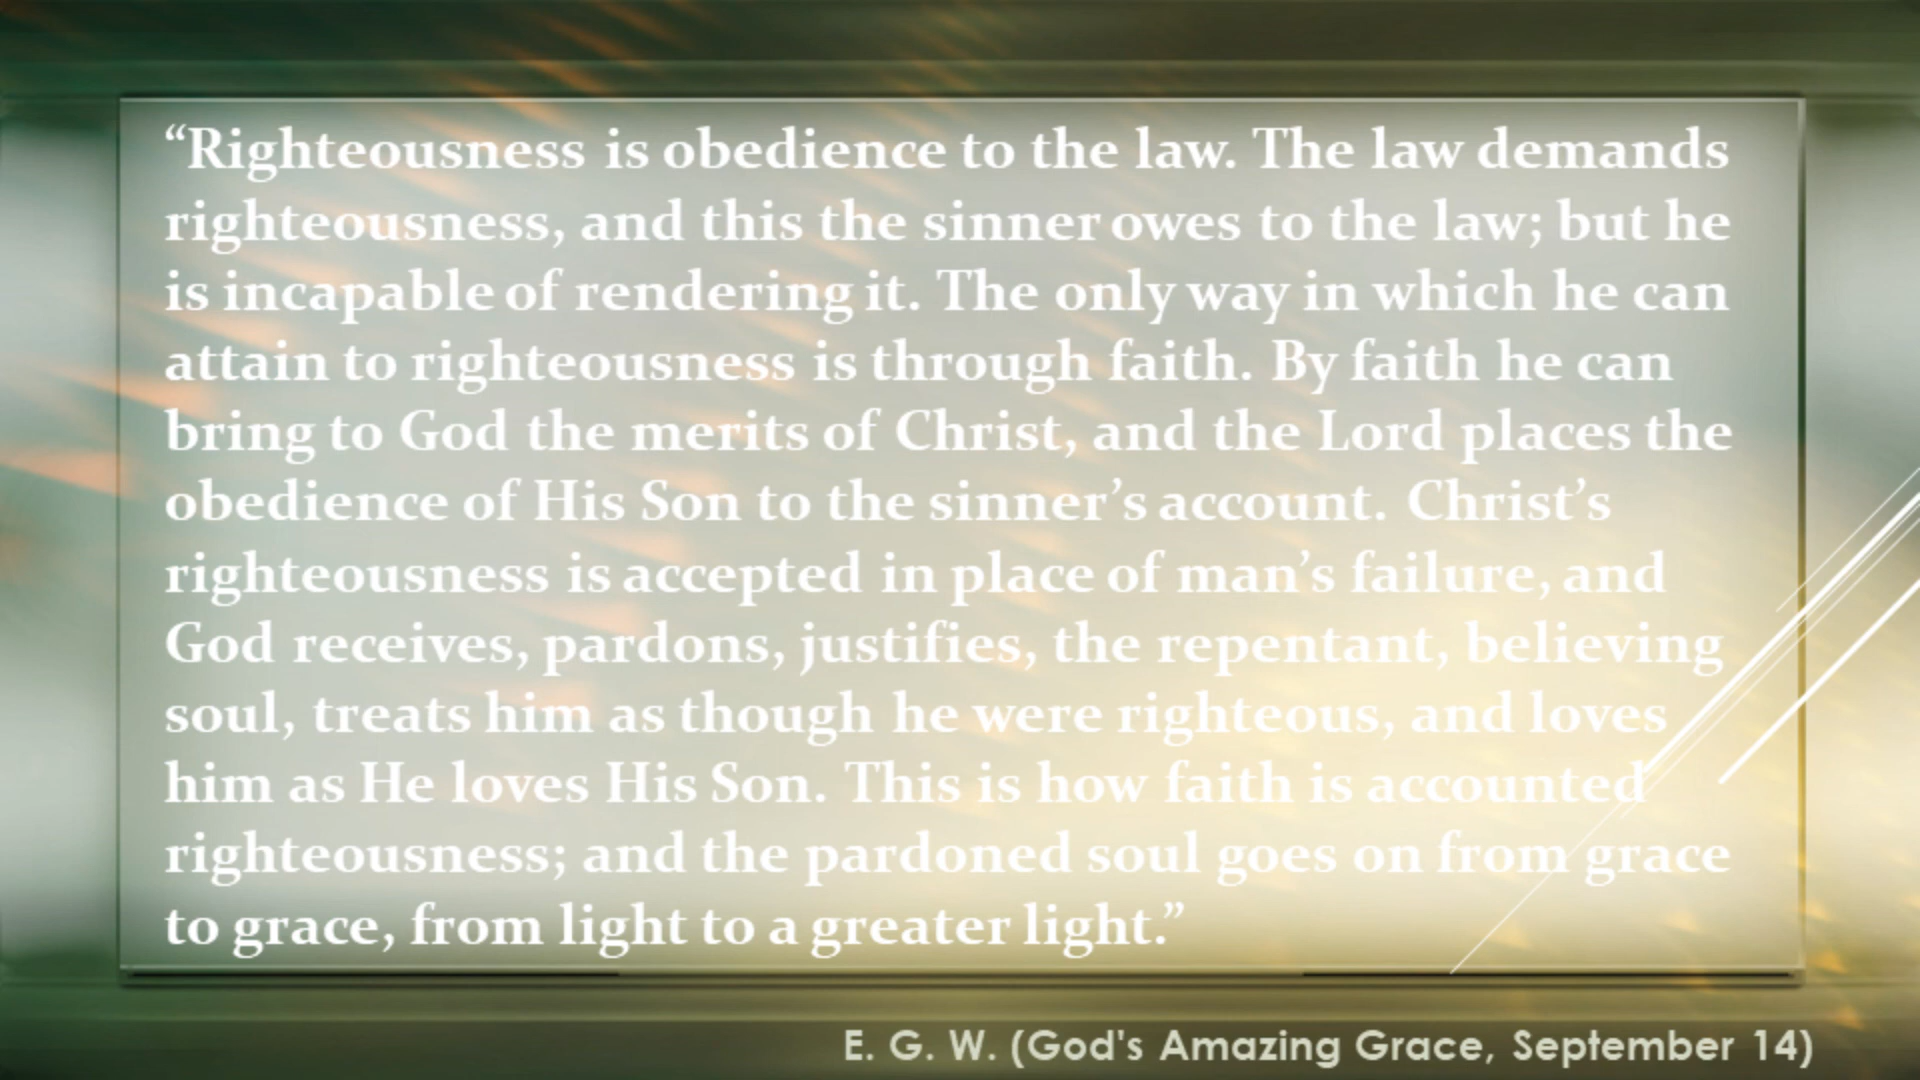 “Righteousness is obedience to the law. The law demands
righteousness, and this the sinner owes to the law; but he
is incapable of rendering it. The only way in which he can
attain to righteousness is through faith. By faith he can
bring to God the merits of Christ, and the Lord places the
obedience of His Son to the sinner’s account. Christ’s
righteousness is accepted in place of man’s failure, and
God receives, pardons, justifies, the repentant, believing
soul, treats him as though he were righteous, and loves
him as He loves His Son. This is how faith is accounted
righteousness; and the pardoned soul goes on from grace
to grace, from light to a greater light.”
E. G. W. (God's Amazing Grace, September 14)